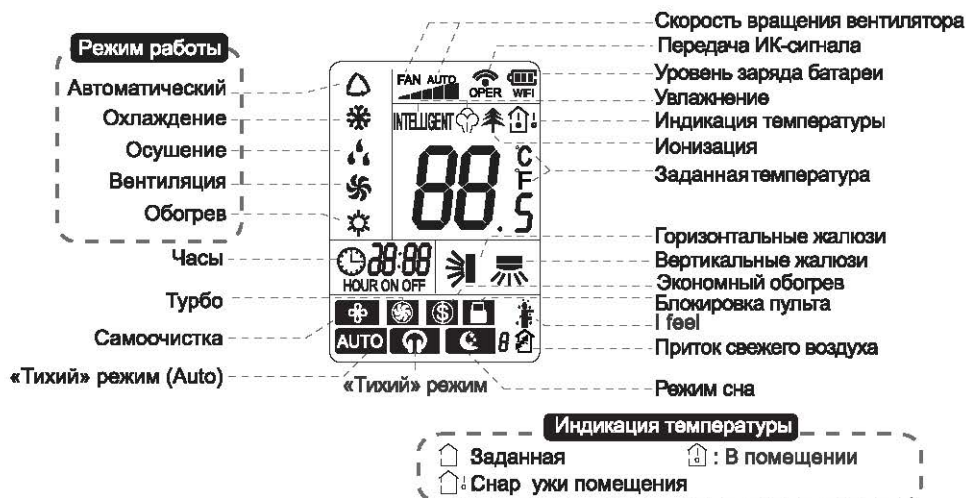 Режим работы
Автоматический
Охлаждение
Осушение
Вентиляция
Обогрев
Часы
Турбо
Самоочистка
«Тихий» режим (Auto)
«Тихий» режим
FAN AUTO
OPER WIFI
INTELLIGENT
88.5
C
F
28:88
HOUR ON OFF
$
AUTO
8
Скорость вращения вентилятора
Передача ИК-сигнала
Уровень заряда батареи
Увлажнение
Индикация температуры
Ионизация
Заданная температура
Горизонтальные жалюзи
Вертикальные жалюзи
Экономный обогрев
Блокировка пульта
I feel
Приток свежего воздуха
Режим сна
Индикация температуры
Заданная
: В помещении
Снар ужи помещения